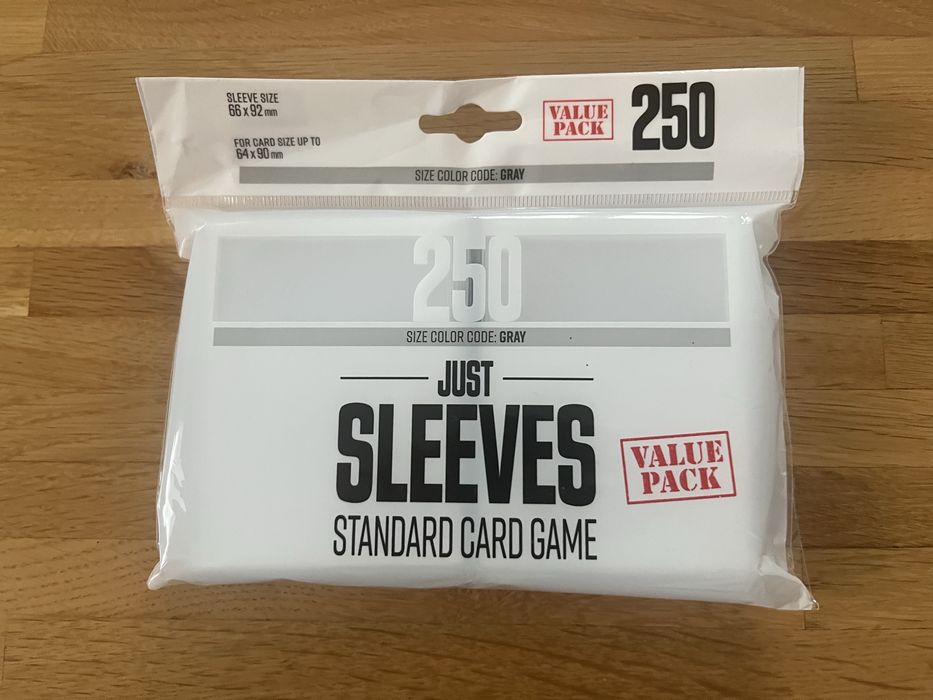 SLEEVE SIZE
66 x 92 mm
FOR CARD SIZE UP TO
64 x 90 mm
VALUE
PACK
250
SIZE COLOR CODE: GRAY
250
SIZE COLOR CODE: GRAY
JUST
SLEEVES
STANDARD CARD GAME
VALUE
PACK